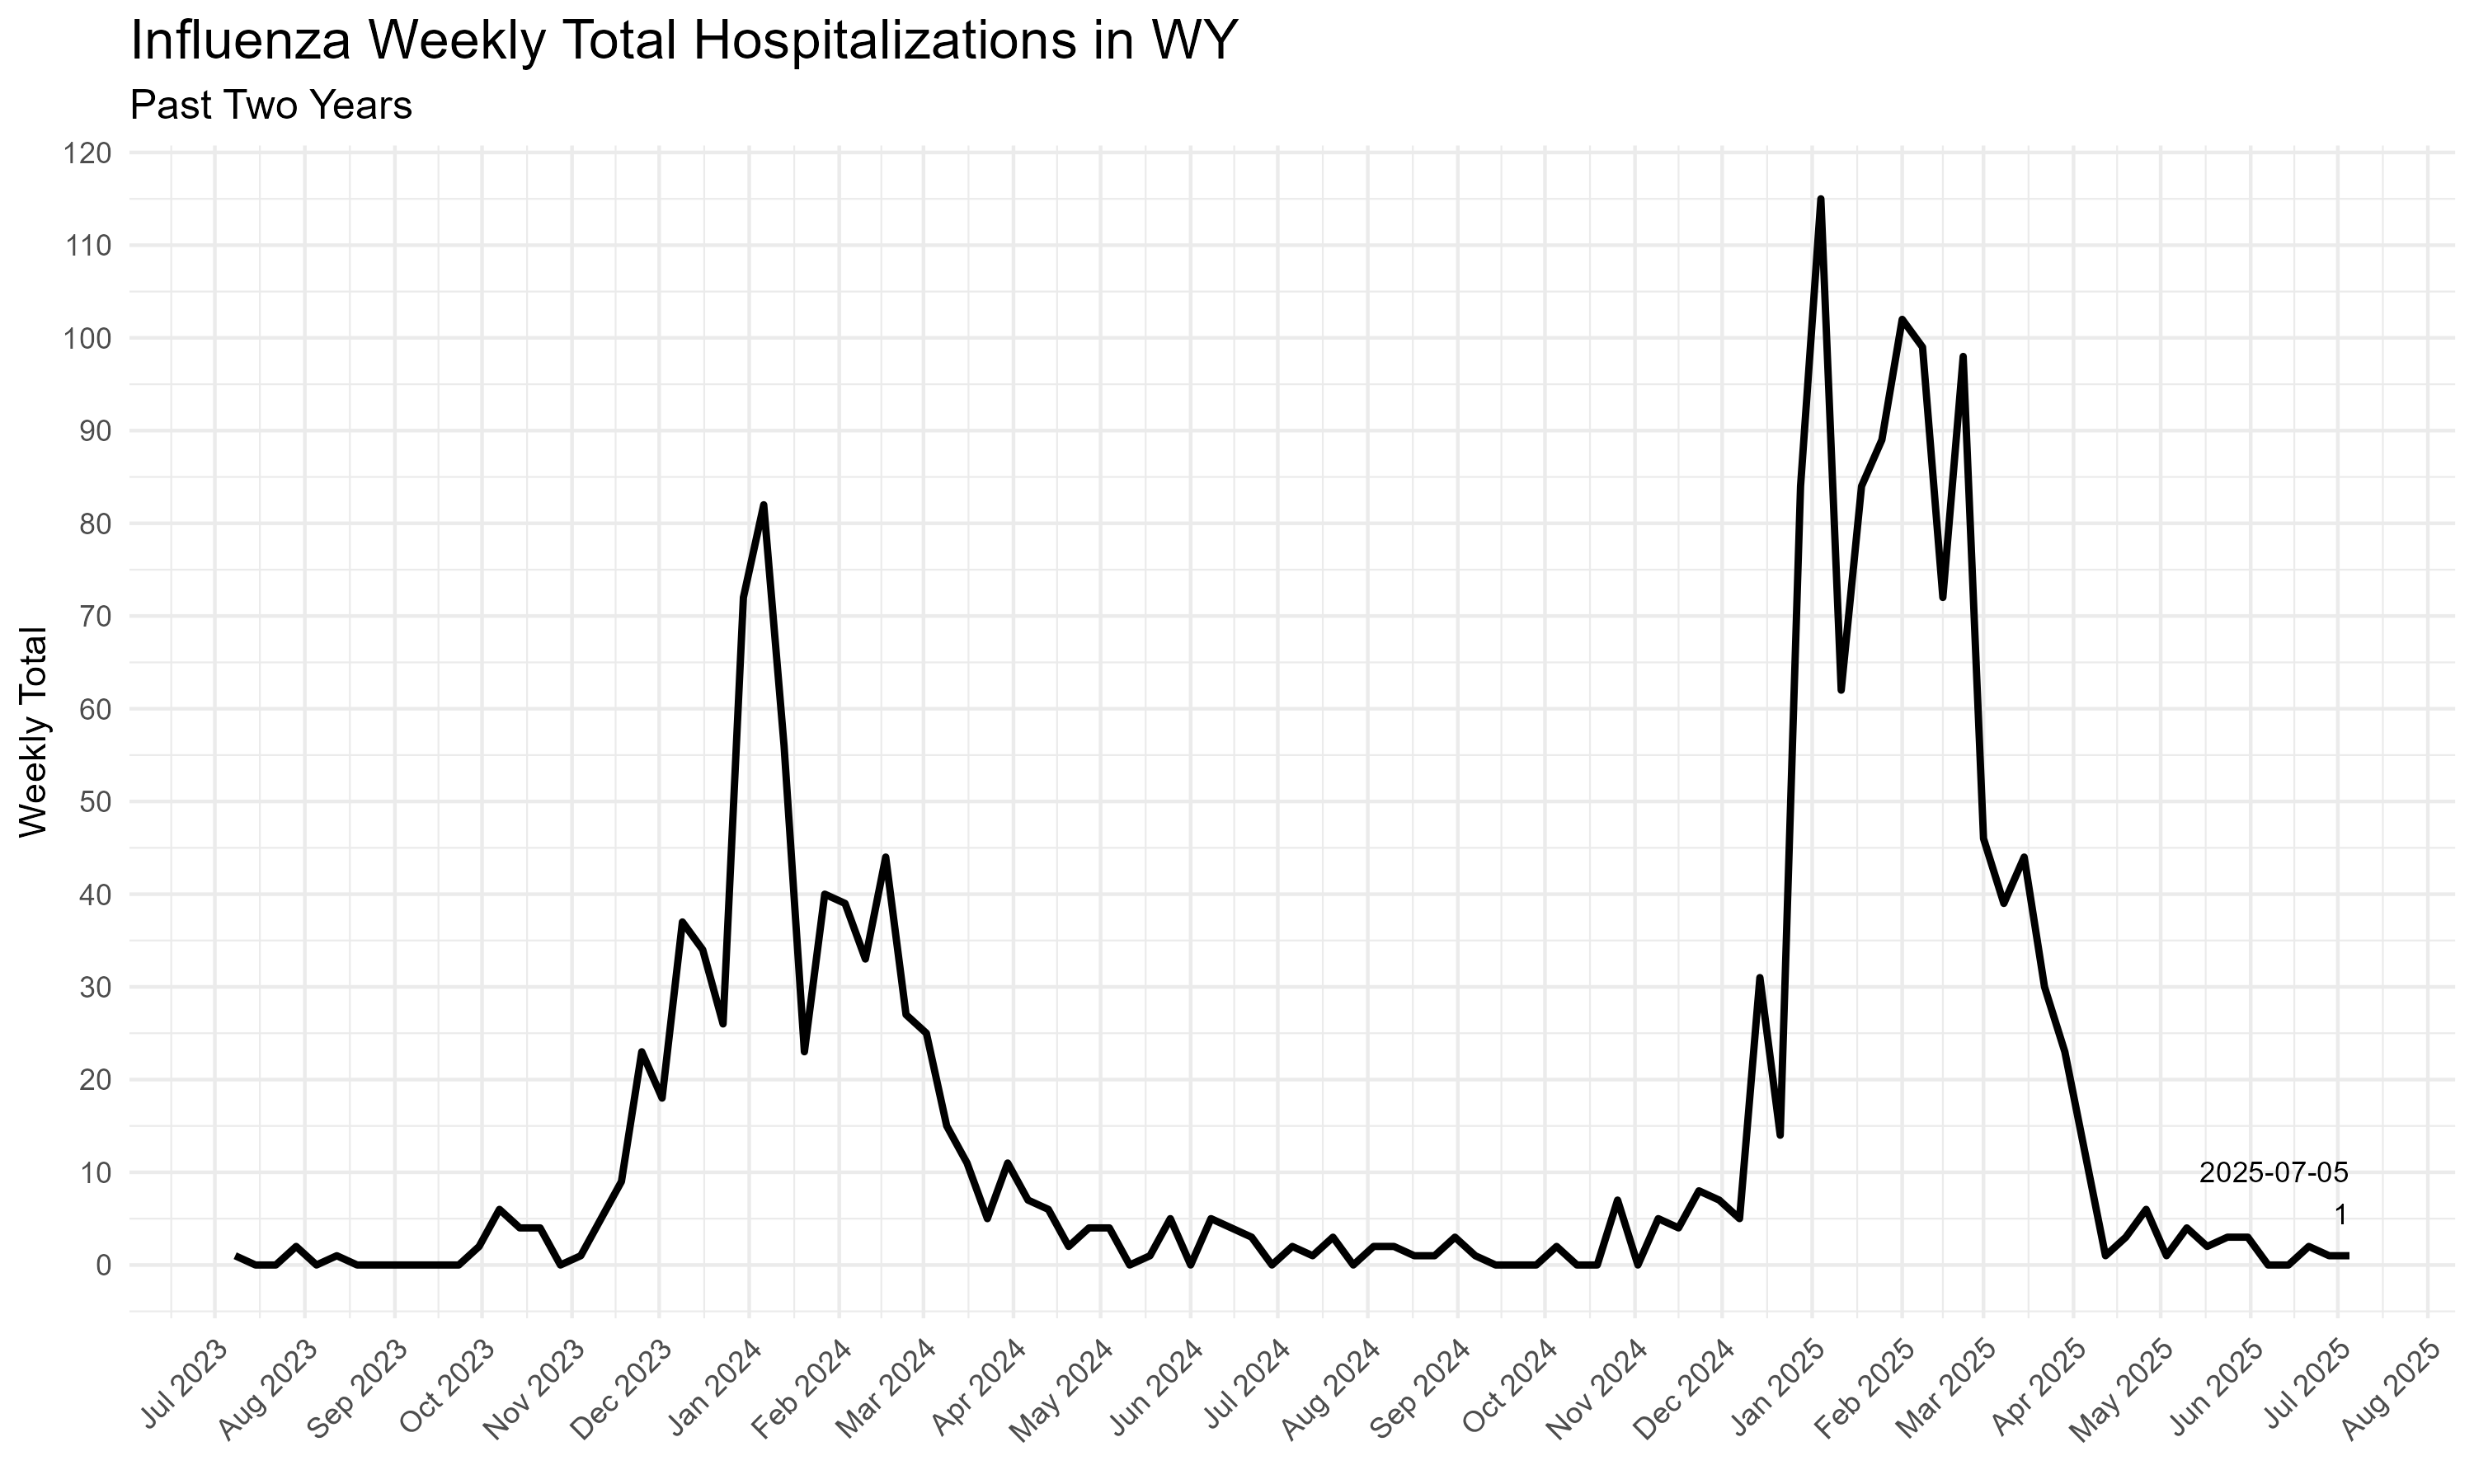 Influenza Weekly Total Hospitalizations in WY
Past Two Years
120
110
100
90
80
70
60
50
40
30
20
10
0
Weekly Total
2025-07-05
1
Jul 2023
Aug 2023
Sep 2023
Oct 2023
Nov 2023
Dec 2023
Jan 2024
Feb 2024
Mar 2024
Apr 2024
May 2024
Jun 2024
Jul 2024
Aug 2024
Sep 2024
Oct 2024
Nov 2024
Dec 2024
Jan 2025
Feb 2025
Mar 2025
Apr 2025
May 2025
Jun 2025
Jul 2025
Aug 2025